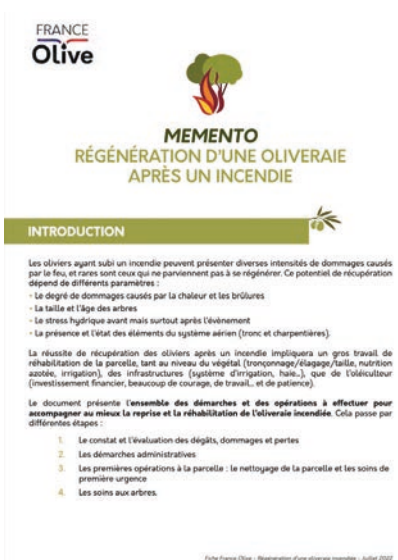 FRANCE
Olive
MEMENTO
RÉGÉNÉRATION D'UNE OLIVERAIE
APRÈS UN INCENDIE
INTRODUCTION
Les oliviers ayant subi un incendie peuvent présenter diverses intensités de dommages causés
par le feu, et rares sont ceux qui ne parviennent pas à se régénérer. Ce potentiel de récupération
dépend de différents paramètres :
- Le degré de dommages causés par la chaleur et les brûlures
- La taille et l'âge des arbres
- Le stress hydrique avant mais surtout après l'évènement
- La présence et l'état des éléments du système aérien (tronc et charpentières).
La réussite de récupération des oliviers après un incendie impliquera un gros travail de
réhabilitation de la parcelle, tant au niveau du végétal (tronçonnage/élagage/taille, nutrition
azotée, irrigation), des infrastructures (système d'irrigation, haie…), que de l'oléiculteur
(investissement financier, beaucoup de courage, de travail… et de patience).
Le document présente l'ensemble des démarches et des opérations à effectuer pour
accompagner au mieux la reprise et la réhabilitation de l'oliveraie incendiée. Cela passe par
différentes étapes :
1. Le constat et l'évaluation des dégâts, dommages et pertes
2. Les démarches administratives
3. Les premières opérations à la parcelle : le nettoyage de la parcelle et les soins de
première urgence
4. Les soins aux arbres.
Fiche France Olive - Régénération d'une oliveraie incendiée - Juillet 2022